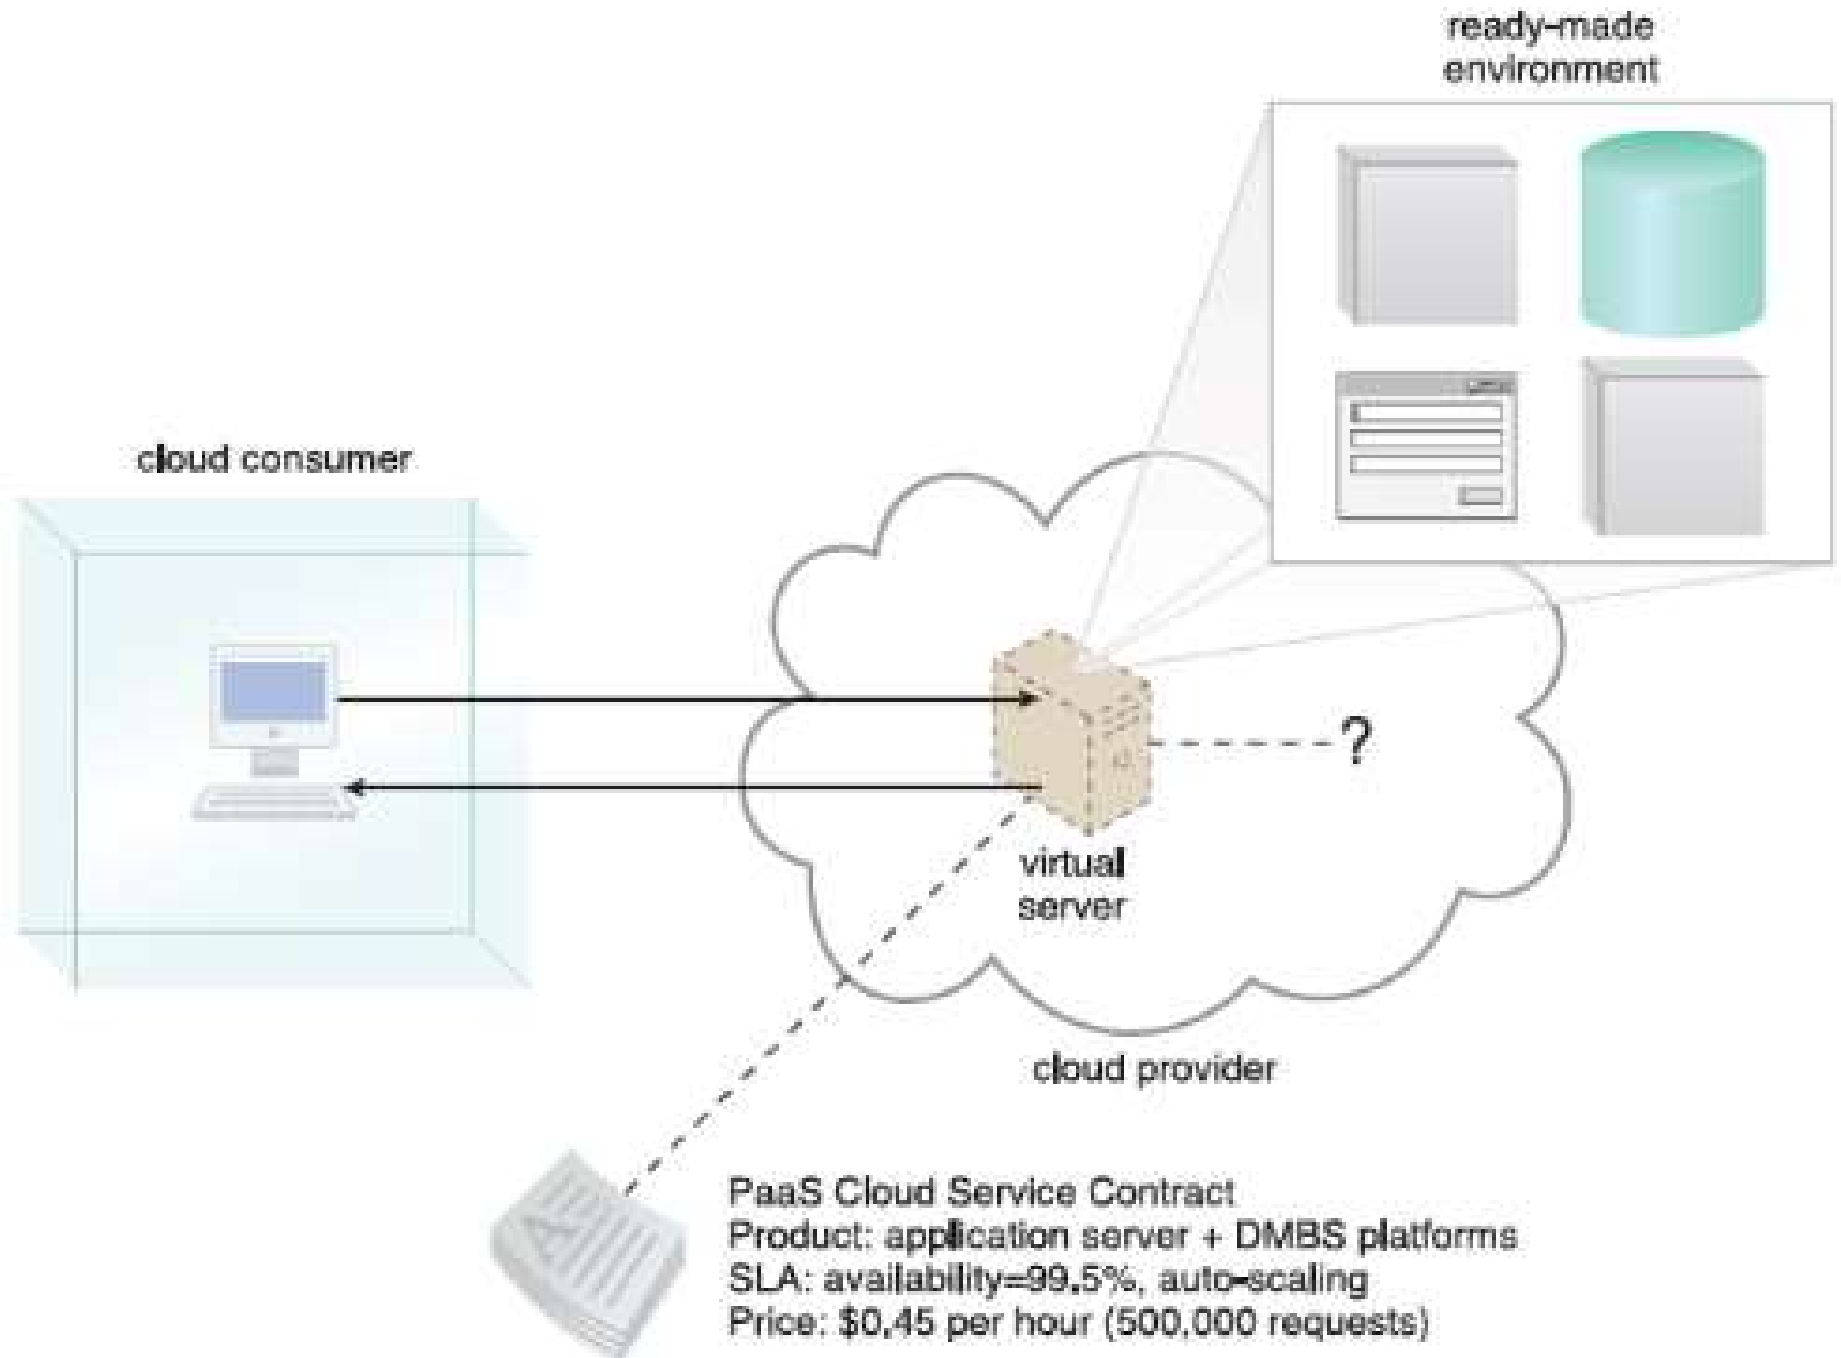 ready-made
environment
cloud consumer
?
virtual
server
cloud provider
PaaS Cloud Service Contract
Product: application server + DMBS platforms
SLA: availability=99.5%, auto-scaling
Price: $0.45 per hour (500,000 requests)